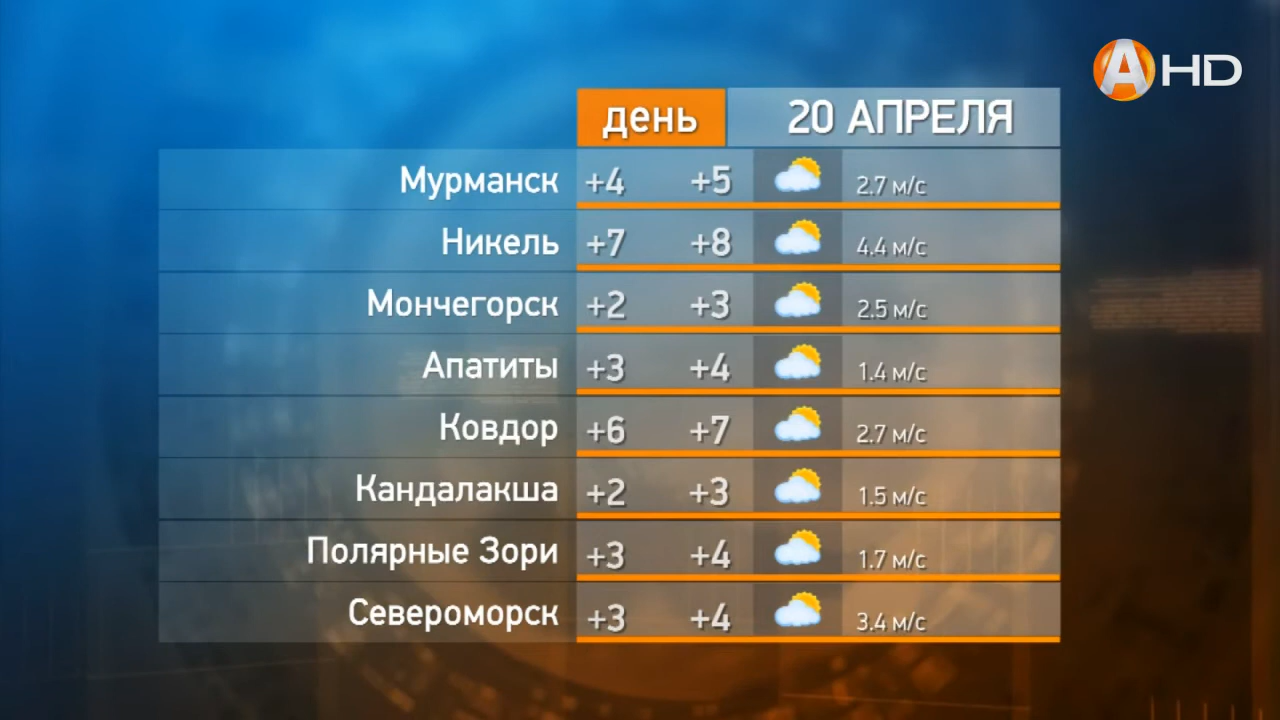 A HD
день 20 АПРЕЛЯ
Мурманск +4 +5 2.7 м/с
Никель +7 +8 4.4 м/с
Мончегорск +2 +3 2.5 м/с
Апатиты +3 +4 1.4 м/с
Ковдор +6 +7 2.7 м/с
Кандалакша +2 +3 1.5 м/с
Полярные Зори +3 +4 1.7 м/с
Североморск +3 +4 3.4 м/с